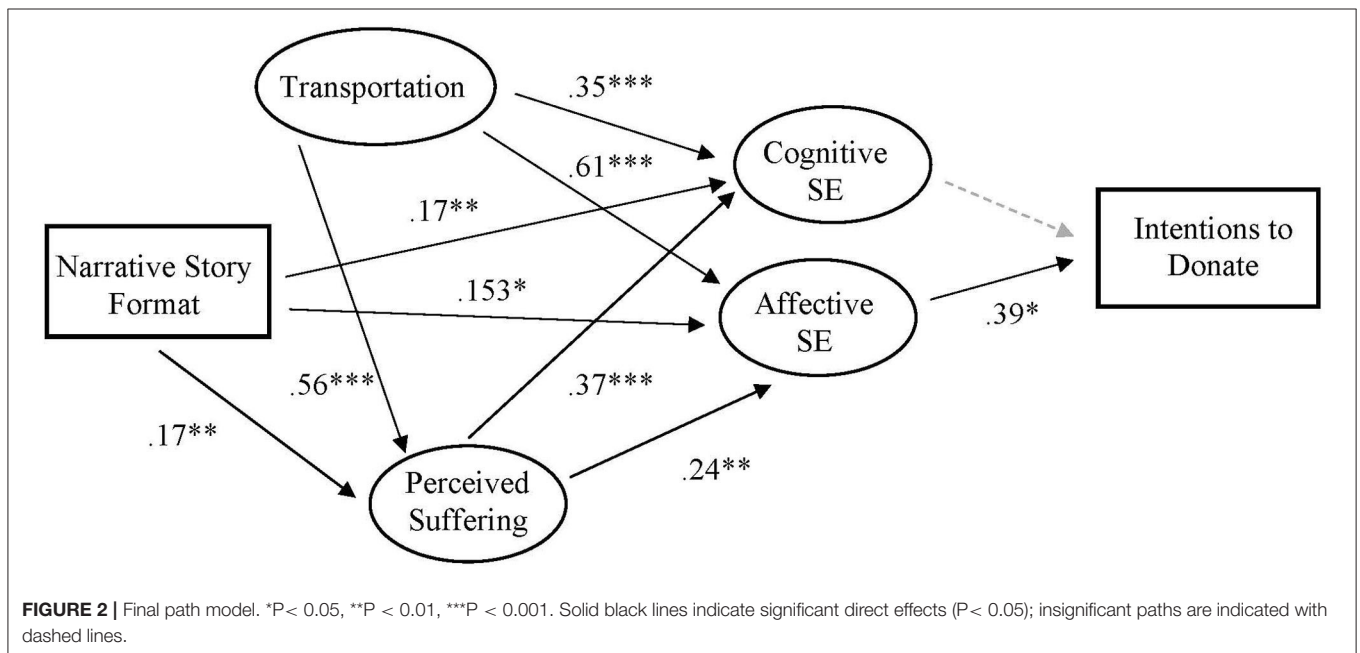 Transportation
.35***
Cognitive
SE
.61***
.17**
Intentions to
Donate
Narrative Story
Format
.153*
Affective
SE
.39*
.56***
.37***
.17**
.24**
Perceived
Suffering
FIGURE 2 | Final path model. *P< 0.05, **P < 0.01, ***P < 0.001. Solid black lines indicate significant direct effects (P< 0.05); insignificant paths are indicated with
dashed lines.